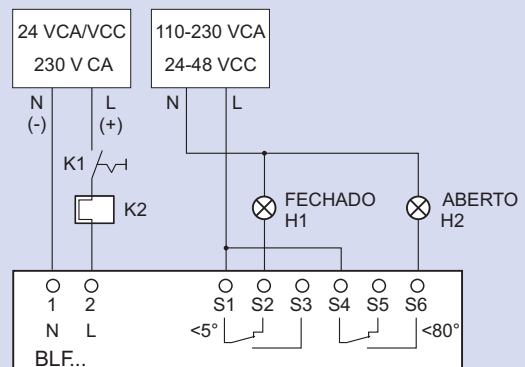 24 VCA/VCC
230 V CA
110-230 VCA
24-48 VCC
N L
(-) (+)
N L
K1
K2
FECHADO
H1
ABERTO
H2
1 2 S1 S2 S3 S4 S5 S6
N L <5° <80°
BLF...